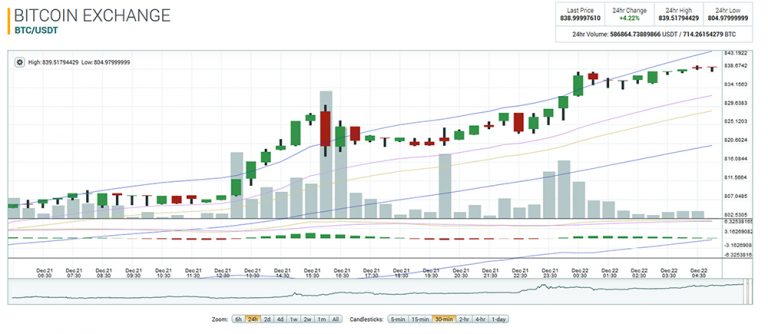 BITCOIN EXCHANGE
BTC/USDT
Last Price 24hr Change 24hr High 24hr Low
838.99997610 +4.22% 839.51794429 804.97999999
24hr Volume: 586864.73889866 USDT / 714.26154279 BTC
High: 839.51794429 Low: 804.97999999
843.1922
838.6742
834.1563
829.6383
825.1203
820.6024
816.0844
811.5664
807.0485
802.5305
6.3253816
3.1626908
-3.1626908
-6.3253816
Dec.21 Dec.21 Dec.21 Dec.21 Dec.21 Dec.21 Dec.21 Dec.21 Dec.21 Dec.21 Dec.21 Dec.21 Dec.21 Dec.21 Dec.21 Dec.21 Dec.21 Dec.21 Dec.22 Dec.22 Dec.22 Dec.22 Dec.22
06:30 07:30 08:30 09:30 10:30 11:30 12:30 13:30 14:30 15:30 16:30 17:30 18:30 19:30 20:30 21:30 22:30 23:30 00:30 01:30 02:30 03:30 04:30
Zoom: 6h 24h 2d 4d 1w 2w 1m All Candlesticks: 5-min 15-min 30-min 2-hr 4-hr 1-day